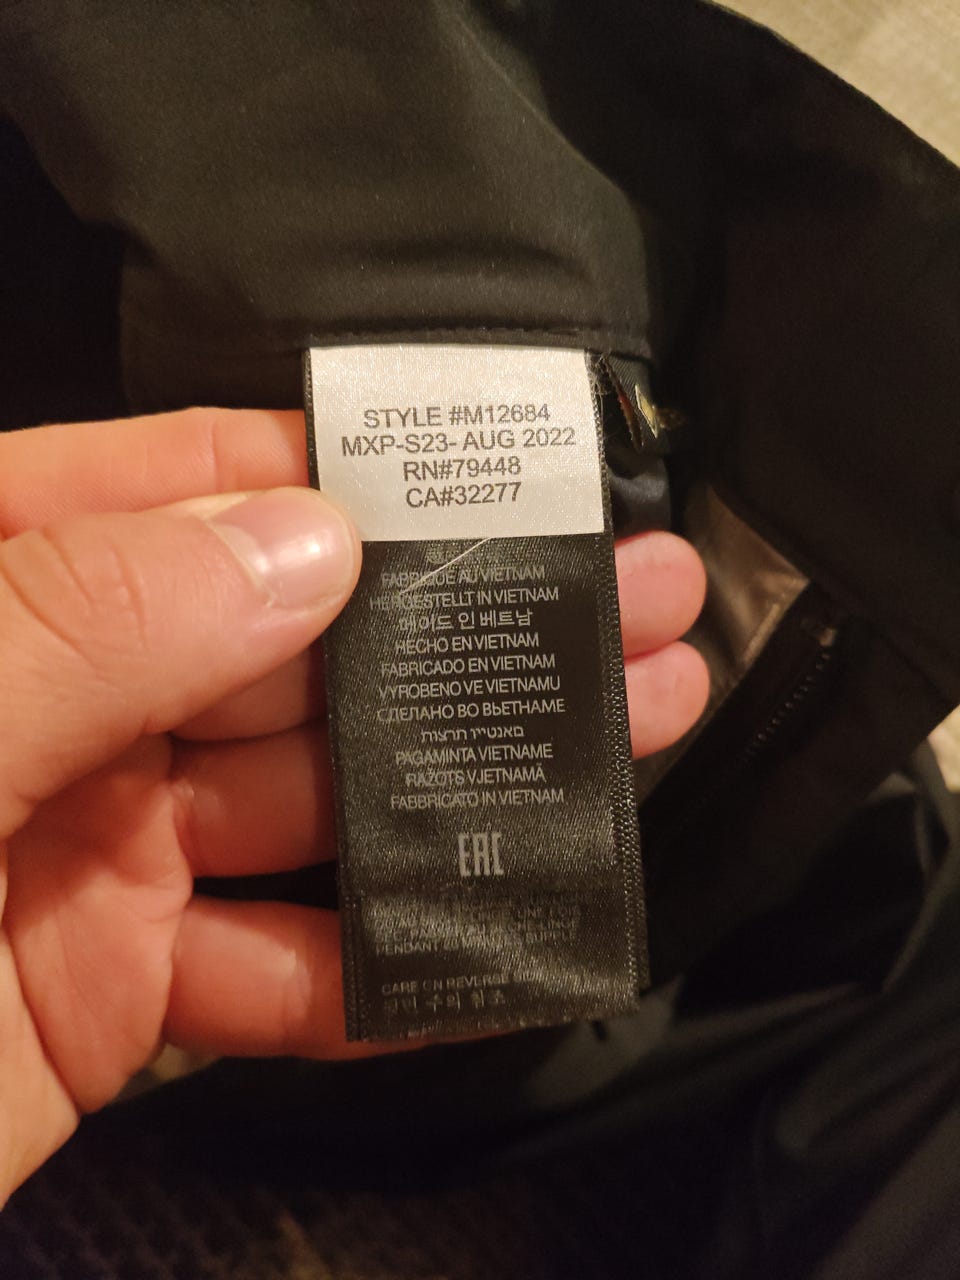 STYLE #M12684
MXP-S23- AUG 2022
RN#79448
CA#32277
FABRIQUÉ AU VIETNAM
HERGESTELLT IN VIETNAM
메이드 인 베트남
HECHO EN VIETNAM
FABRICADO EN VIETNAM
VYROBENO VE VIETNAMU
СДЕЛАНО ВО ВЬЕТНАМЕ
PAGAMINTA VIETNAME
RAŽOTS VJETNAMĀ
FABBRICATO IN VIETNAM
EAC
PENDANT
CARE ON REVERSE